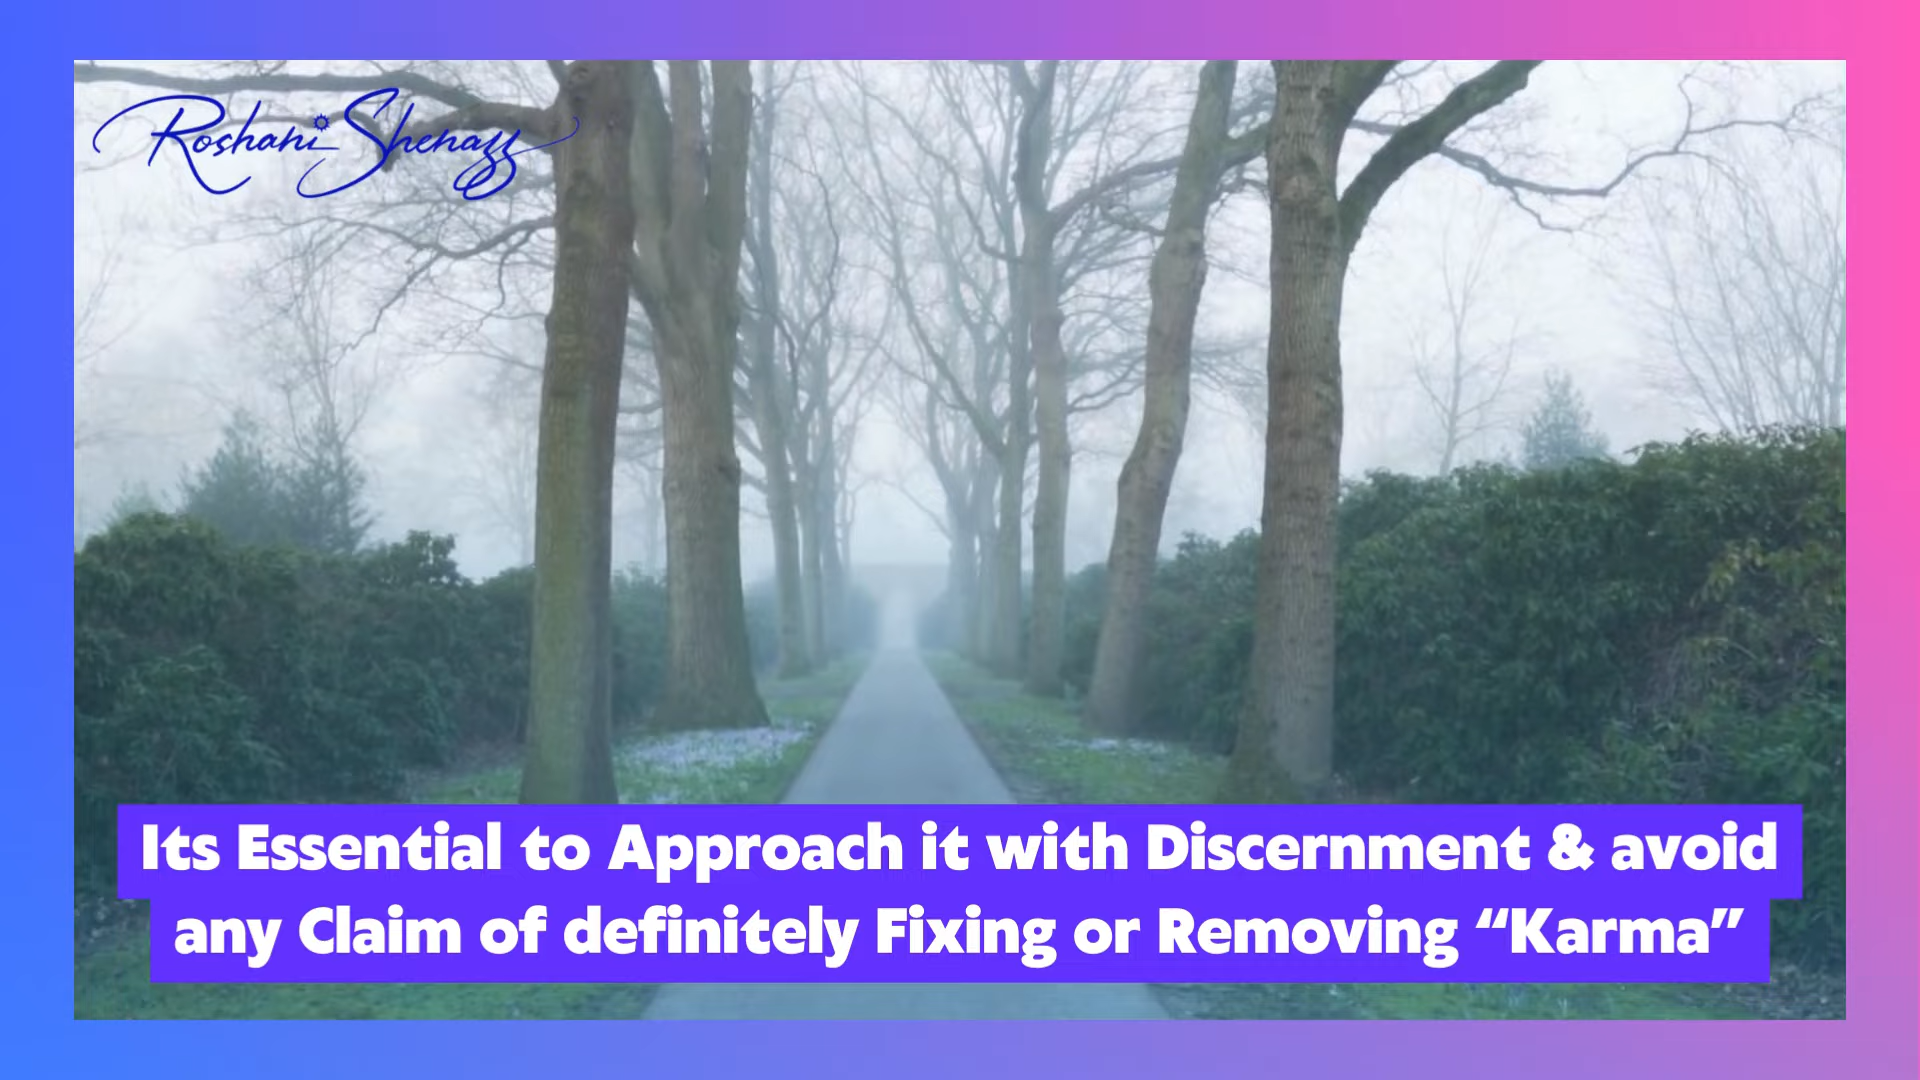 Roshani Shenazz
Its Essential to Approach it with Discernment & avoid
any Claim of definitely Fixing or Removing “Karma”